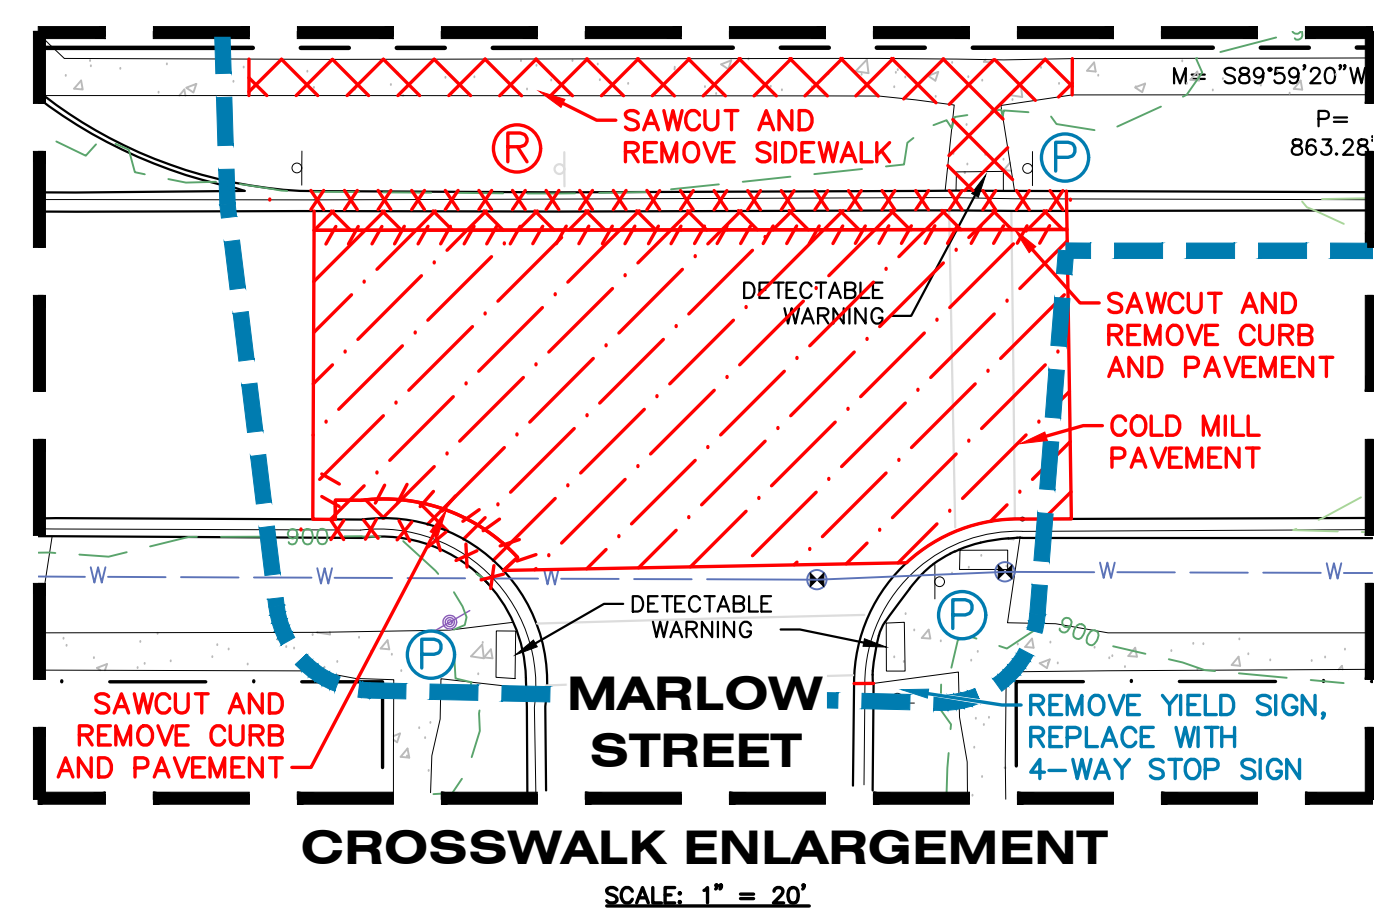 9
M= S89°59'20"W
P=
863.28'
SAWCUT AND
REMOVE SIDEWALK
R
P
DETECTABLE
WARNING
SAWCUT AND
REMOVE CURB
AND PAVEMENT
COLD MILL
PAVEMENT
900
W
W
W
W
W
DETECTABLE
WARNING
P
P
900
SAWCUT AND
REMOVE CURB
AND PAVEMENT
MARLOW
STREET
REMOVE YIELD SIGN,
REPLACE WITH
4-WAY STOP SIGN
CROSSWALK ENLARGEMENT
SCALE: 1" = 20'